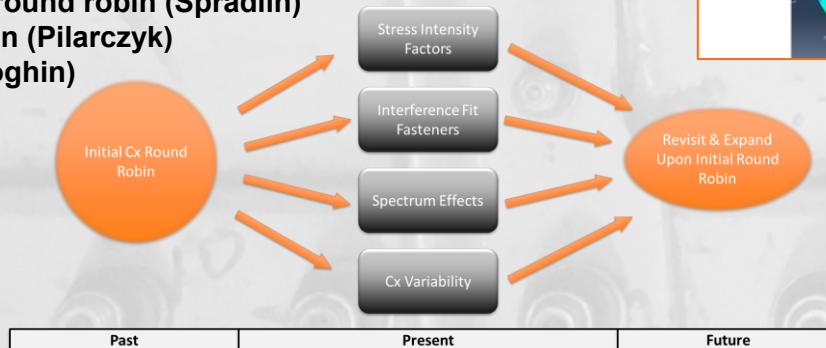 round robin (Spradlin)
(Pilarczyk)
Stress Intensity
Factors
Interference Fit
Fasteners
Initial Cx Round
Robin
Revisit & Expand
Upon Initial Round
Robin
Spectrum Effects
Cx Variability
Past
Present
Future